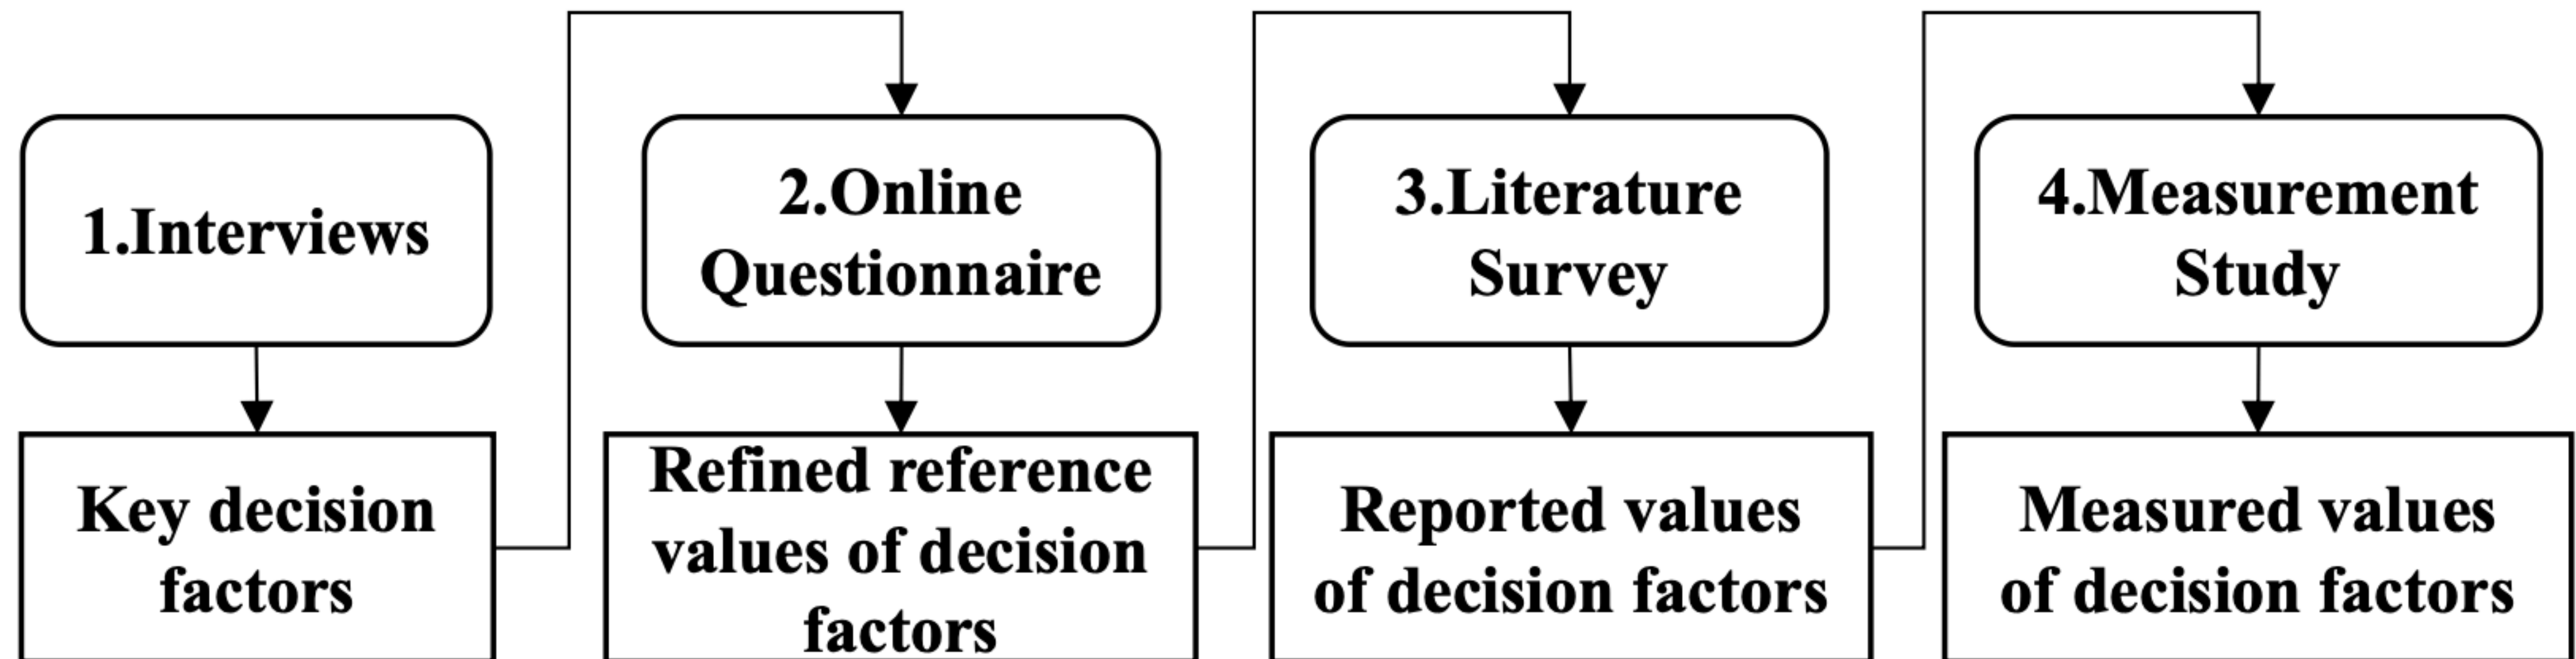 1.Interviews
2.Online
Questionnaire
3.Literature
Survey
4.Measurement
Study
Key decision
factors
Refined reference
values of decision
factors
Reported values
of decision factors
Measured values
of decision factors